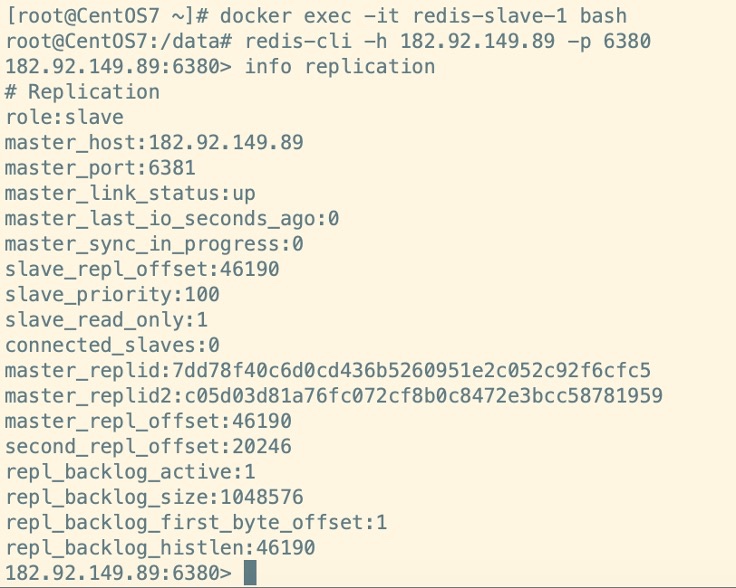 [root@CentOS7 ~]# docker exec -it redis-slave-1 bash
root@CentOS7:/data# redis-cli -h 182.92.149.89 -p 6380
182.92.149.89:6380> info replication
# Replication
role:slave
master_host:182.92.149.89
master_port:6381
master_link_status:up
master_last_io_seconds_ago:0
master_sync_in_progress:0
slave_repl_offset:46190
slave_priority:100
slave_read_only:1
connected_slaves:0
master_replid:7dd78f40c6d0cd436b5260951e2c052c92f6cfc5
master_replid2:c05d03d81a76fc072cf8b0c8472e3bcc58781959
master_repl_offset:46190
second_repl_offset:20246
repl_backlog_active:1
repl_backlog_size:1048576
repl_backlog_first_byte_offset:1
repl_backlog_histlen:46190
182.92.149.89:6380>